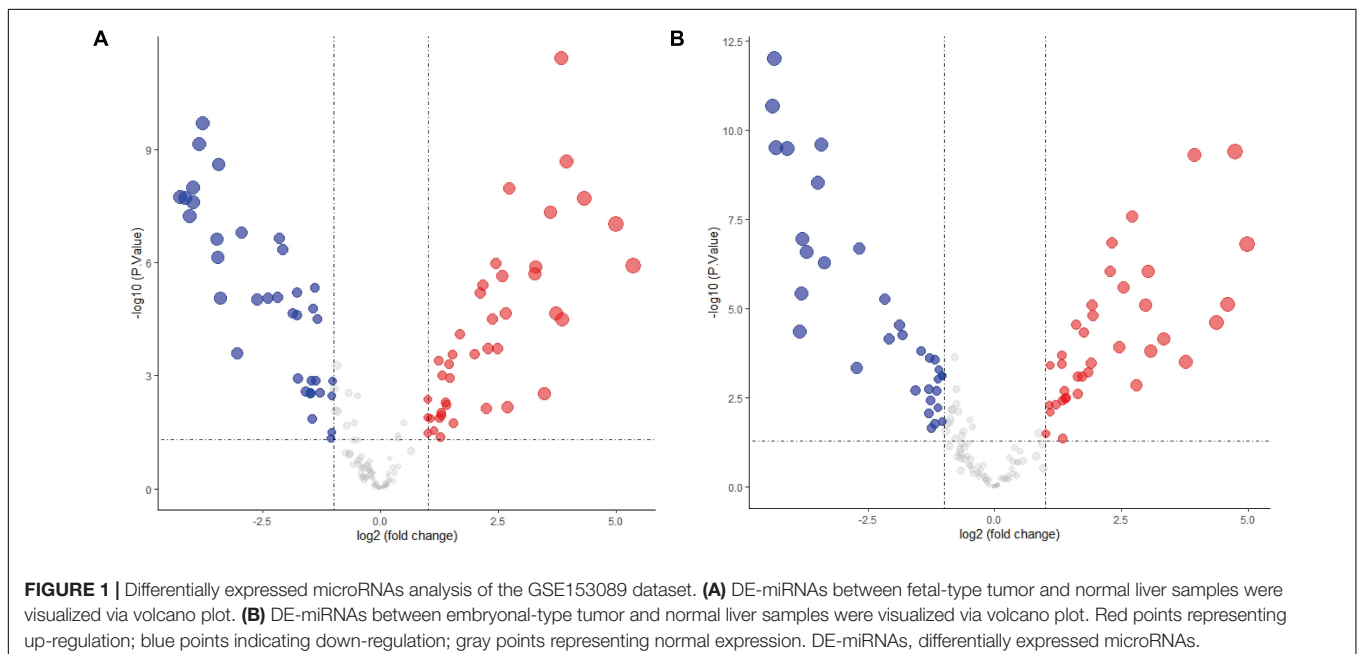 A
B
-log10 (P.Value)
9
6
3
0
-2.5
0.0
2.5
5.0
log2 (fold change)
-log10 (P.Value)
12.5
10.0
7.5
5.0
2.5
0.0
-2.5
0.0
2.5
5.0
log2 (fold change)
FIGURE 1 | Differentially expressed microRNAs analysis of the GSE153089 dataset. (A) DE-miRNAs between fetal-type tumor and normal liver samples were
visualized via volcano plot. (B) DE-miRNAs between embryonal-type tumor and normal liver samples were visualized via volcano plot. Red points representing
up-regulation; blue points indicating down-regulation; gray points representing normal expression. DE-miRNAs, differentially expressed microRNAs.